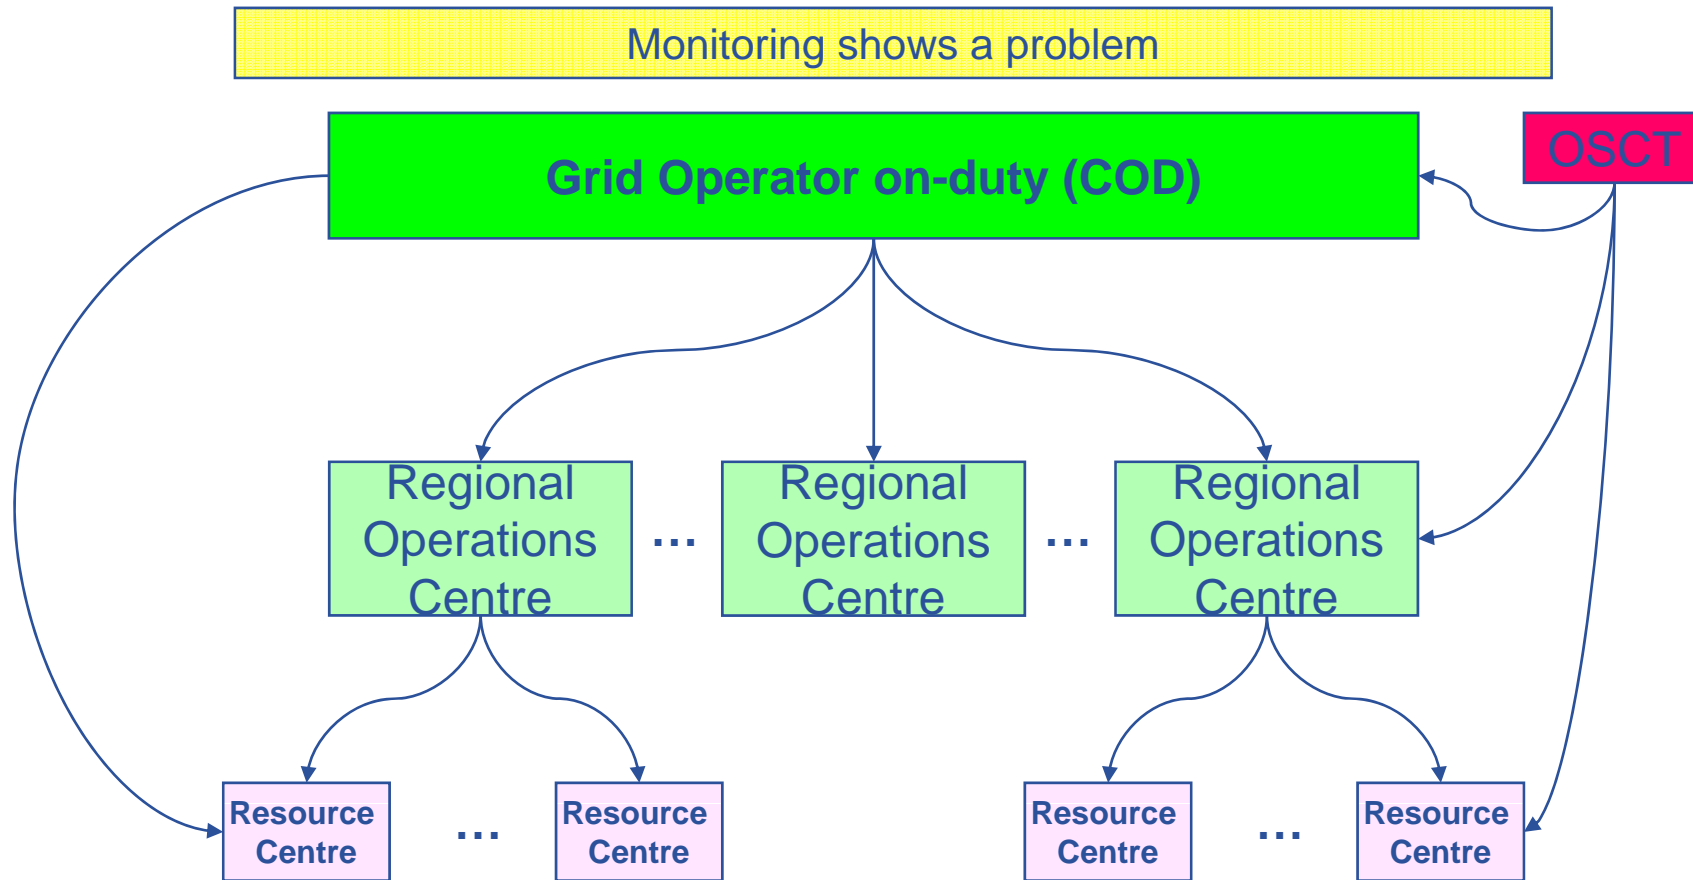 Monitoring shows a problem
Grid Operator on-duty (COD)
OSCT
Regional
Operations
Centre
...
Regional
Operations
Centre
...
Regional
Operations
Centre
Resource
Centre
...
Resource
Centre
Resource
Centre
...
Resource
Centre